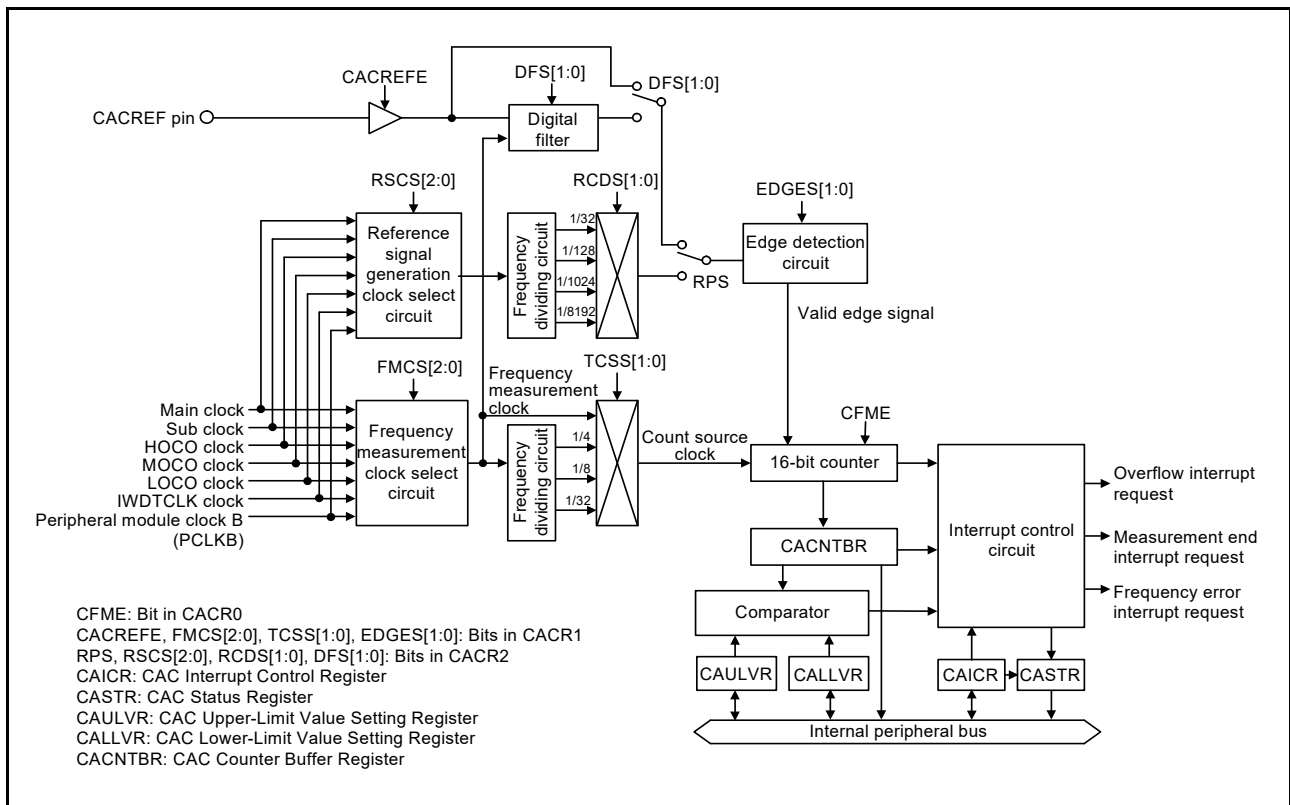 CACREFE
DFS[1:0]
DFS[1:0]
CACREF pin
Digital
filter
RSCS[2:0]
RCDS[1:0]
EDGES[1:0]
Reference
signal
generation
clock select
circuit
Frequency
dividing circuit
1/32
1/128
1/1024
1/8192
RPS
Edge detection
circuit
Valid edge signal
FMCS[2:0]
TCSS[1:0]
Frequency
measurement
clock
Main clock
Sub clock
HOCO clock
MOCO clock
LOCO clock
IWDTCLK clock
Peripheral module clock B
(PCLKB)
Frequency
measurement
clock select
circuit
Frequency
dividing circuit
1/4
1/8
1/32
Count source
clock
CFME
16-bit counter
CACNTBR
Comparator
CAULVR
CALLVR
Interrupt control
circuit
CAICR
CASTR
Overflow interrupt
request
Measurement end
interrupt request
Frequency error
interrupt request
Internal peripheral bus
CFME: Bit in CACR0
CACREFE, FMCS[2:0], TCSS[1:0], EDGES[1:0]: Bits in CACR1
RPS, RSCS[2:0], RCDS[1:0], DFS[1:0]: Bits in CACR2
CAICR: CAC Interrupt Control Register
CASTR: CAC Status Register
CAULVR: CAC Upper-Limit Value Setting Register
CALLVR: CAC Lower-Limit Value Setting Register
CACNTBR: CAC Counter Buffer Register